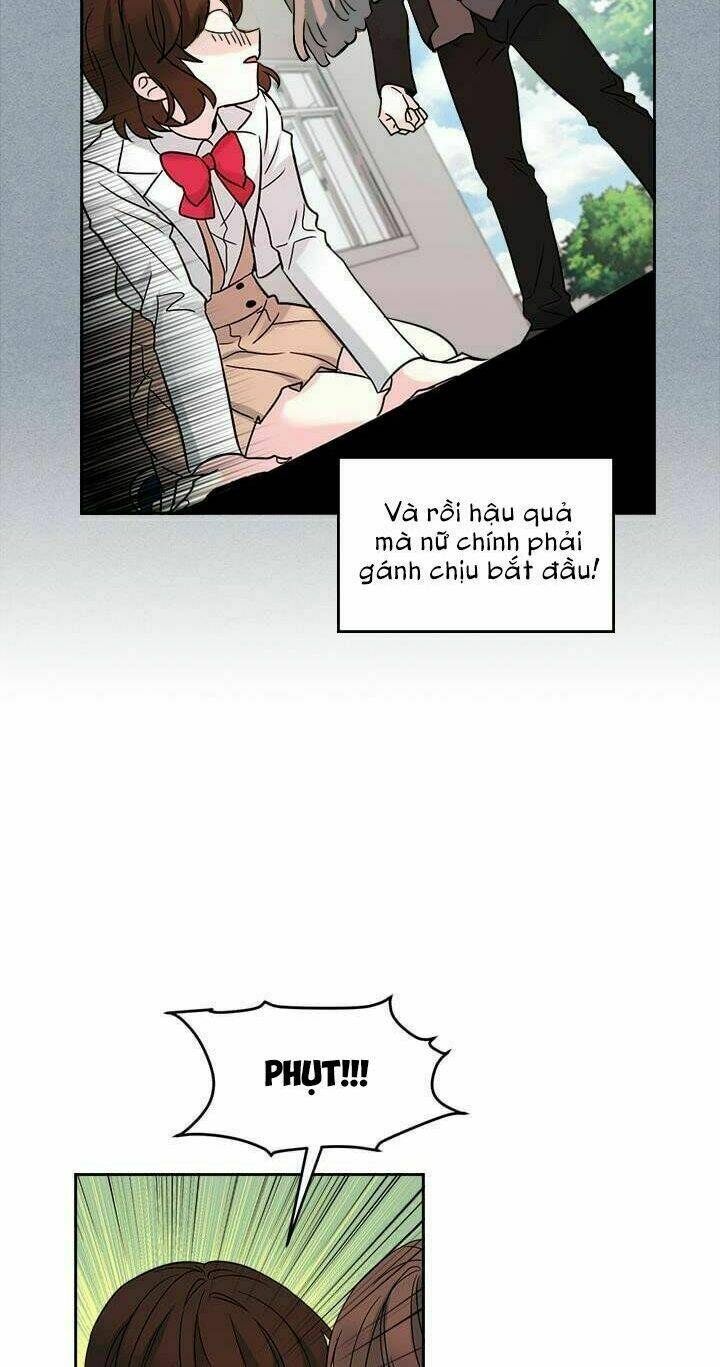 Và rồi hậu quả
mà nữ chính phải
gánh chịu bắt đầu!
PHỤT!!!